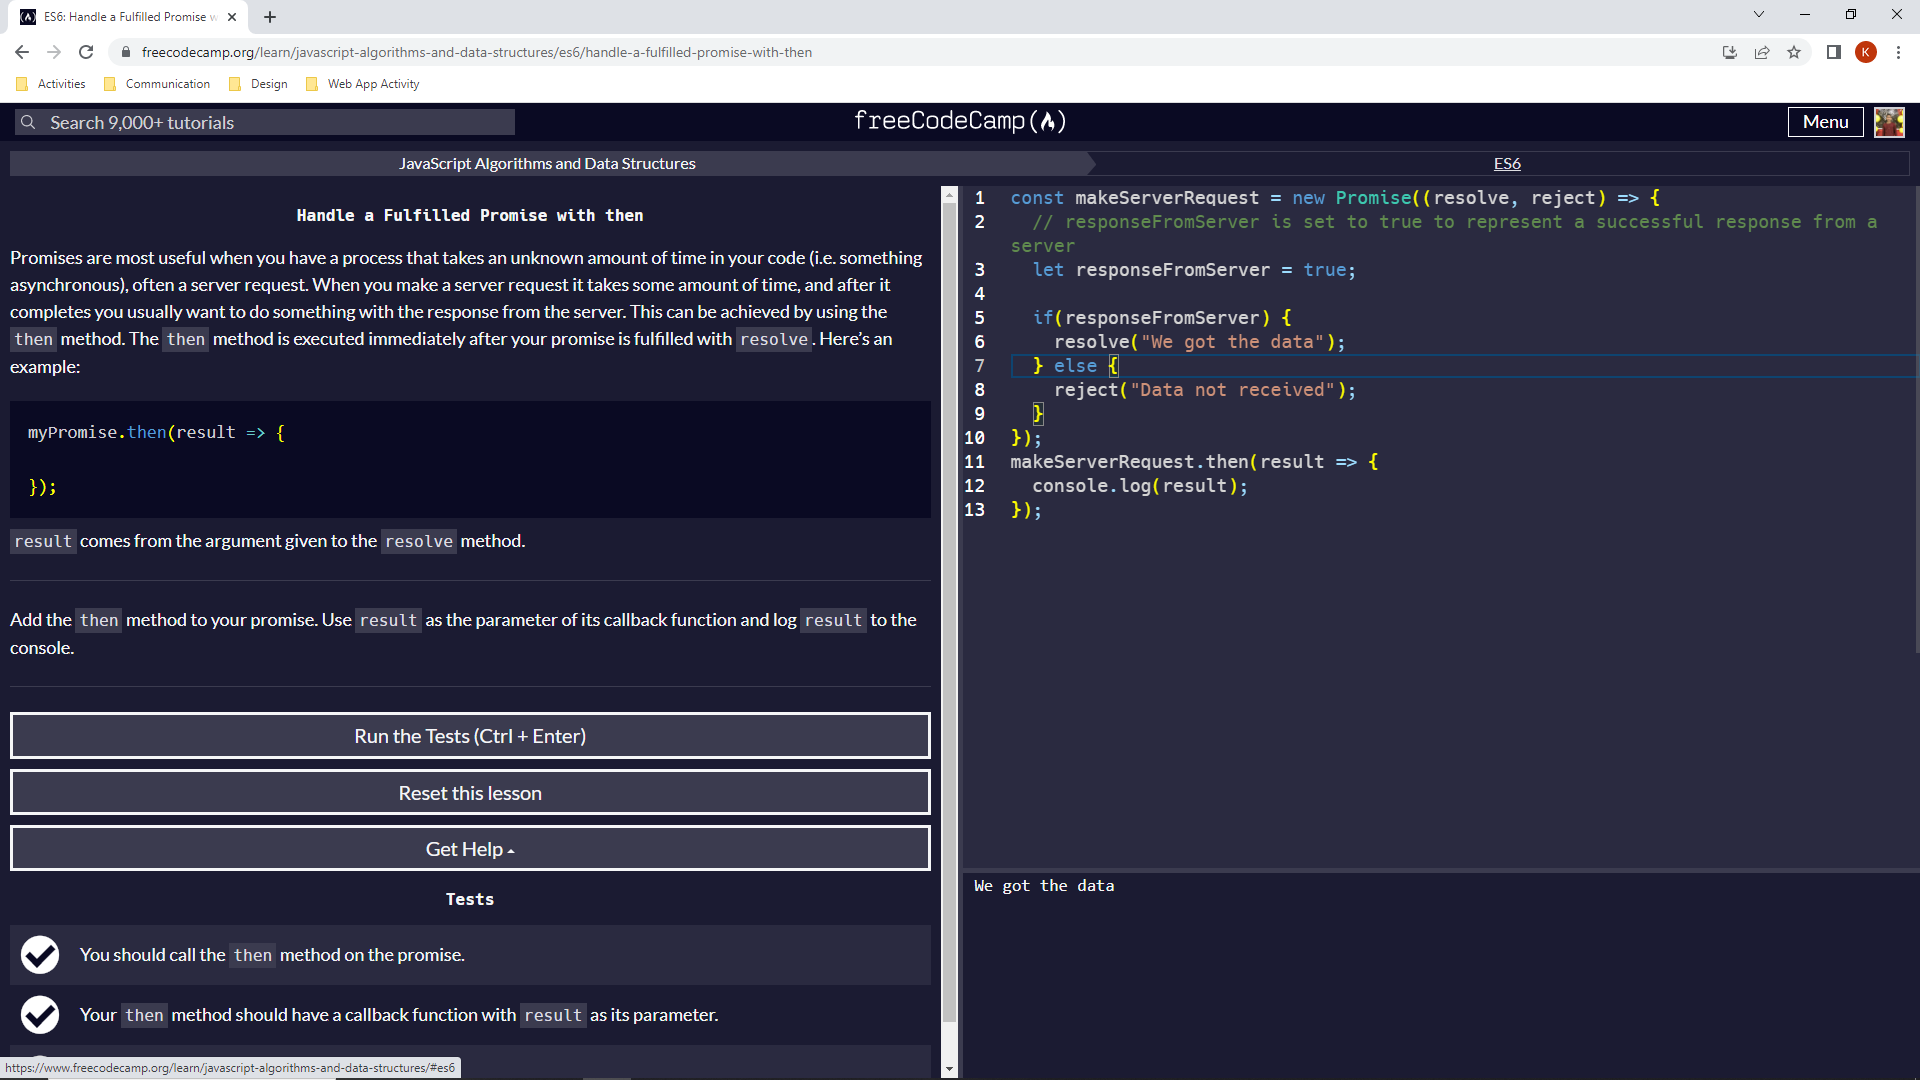 ES6: Handle a Fulfilled Promise w
freecodecamp.org/learn/javascript-algorithms-and-data-structures/es6/handle-a-fulfilled-promise-with-then
K
Activities
Communication
Design
Web App Activity
Search 9,000+ tutorials
freeCodeCamp
Menu
JavaScript Algorithms and Data Structures
ES6
Handle a Fulfilled Promise with then
Promises are most useful when you have a process that takes an unknown amount of time in your code (i.e. something
asynchronous), often a server request. When you make a server request it takes some amount of time, and after it
completes you usually want to do something with the response from the server. This can be achieved by using the
then method. The then method is executed immediately after your promise is fulfilled with resolve. Here's an
example:
myPromise.then(result => {
});
result comes from the argument given to the resolve method.
Add the then method to your promise. Use result as the parameter of its callback function and log result to the
console.
Run the Tests (Ctrl + Enter)
Reset this lesson
Get Help
Tests
You should call the then method on the promise.
Your then method should have a callback function with result as its parameter.
https://www.freecodecamp.org/learn/javascript-algorithms-and-data-structures/#es6
1 const makeServerRequest = new Promise((resolve, reject) => {
2 // responseFromServer is set to true to represent a successful response from a
server
3 let responseFromServer = true;
4
5 if(responseFromServer) {
6 resolve("We got the data");
7 } else {
8 reject("Data not received");
9 }
10 });
11 makeServerRequest.then(result => {
12 console.log(result);
13 });
We got the data